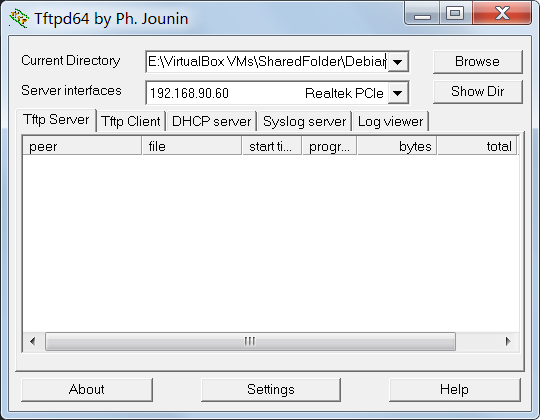 Tftpd64 by Ph. Jounin
Current Directory E:\VirtualBox VMs\SharedFolder\Debian Browse
Server interfaces 192.168.90.60 Realtek PCIe Show Dir
Tftp Server Tftp Client DHCP server Syslog server Log viewer
peer file start ti... progr... bytes total
About Settings Help